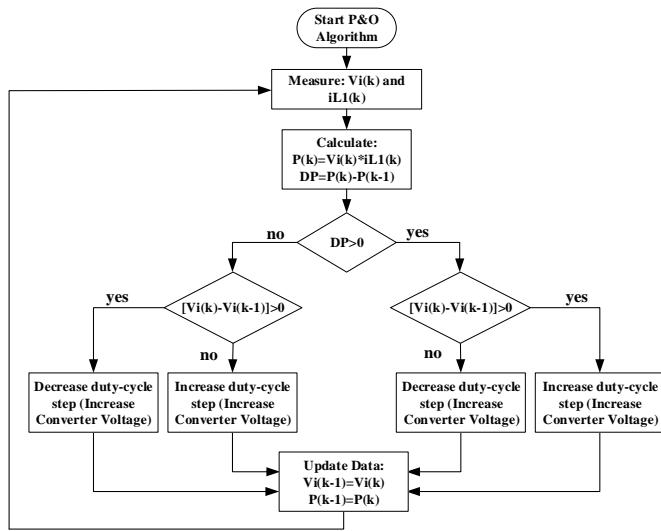 Start P&O
Algorithm
Measure: Vi(k) and
iL1(k)
Calculate:
P(k)=Vi(k)*iL1(k)
DP=P(k)-P(k-1)
no
DP>0
yes
yes
[Vi(k)-Vi(k-1)]>0
no
[Vi(k)-Vi(k-1)]>0
yes
no
Decrease duty-cycle
step (Increase
Converter Voltage)
Increase duty-cycle
step (Increase
Converter Voltage)
Decrease duty-cycle
step (Increase
Converter Voltage)
Increase duty-cycle
step (Increase
Converter Voltage)
Update Data:
Vi(k-1)=Vi(k)
P(k-1)=P(k)